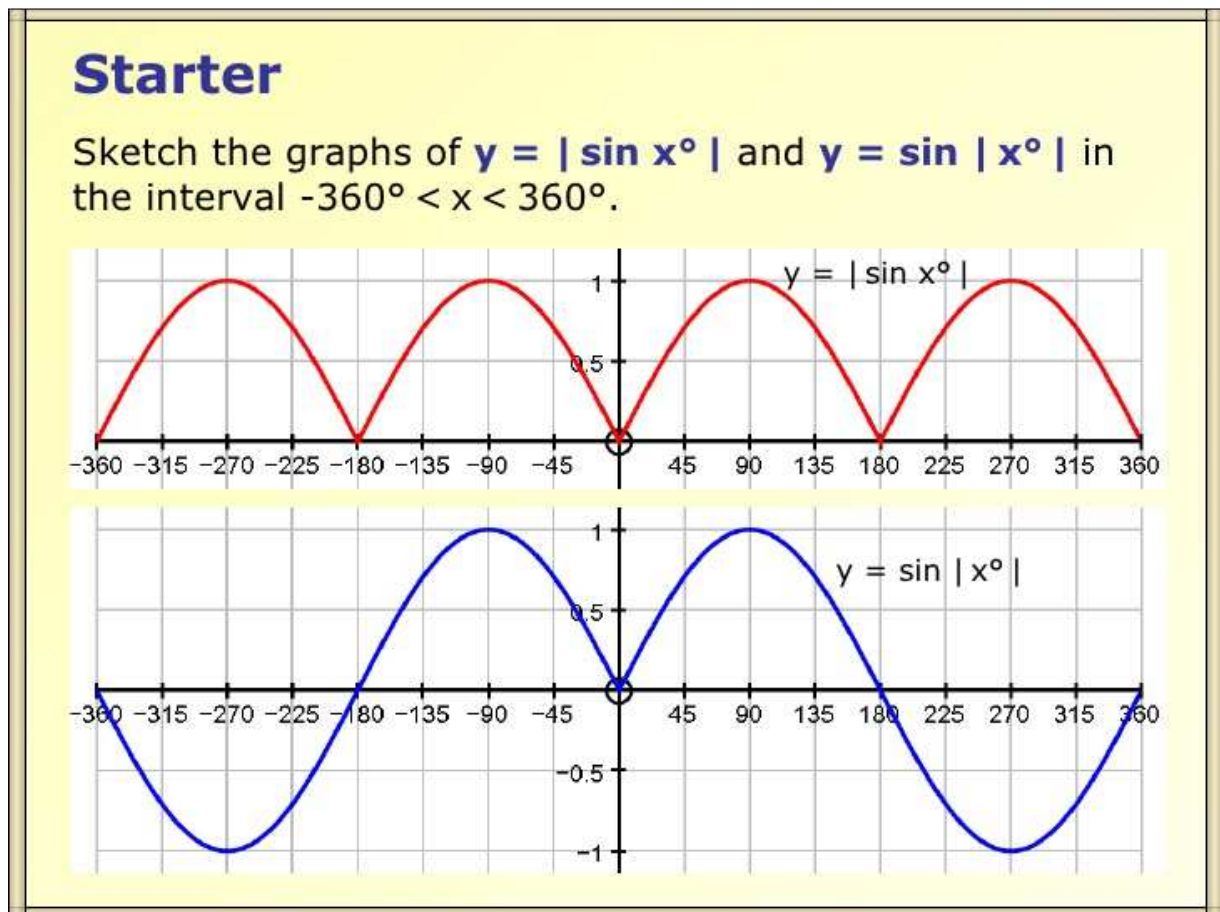 Starter
Sketch the graphs of y = | sin x° | and y = sin | x° | in
the interval -360° < x < 360°.
y = | sin x° |
1
0.5
−360 −315 −270 −225 −180 −135 −90 −45 45 90 135 180 225 270 315 360
1
y = sin | x° |
0.5
−360 −315 −270 −225 −180 −135 −90 −45 45 90 135 180 225 270 315 360
−0.5
−1